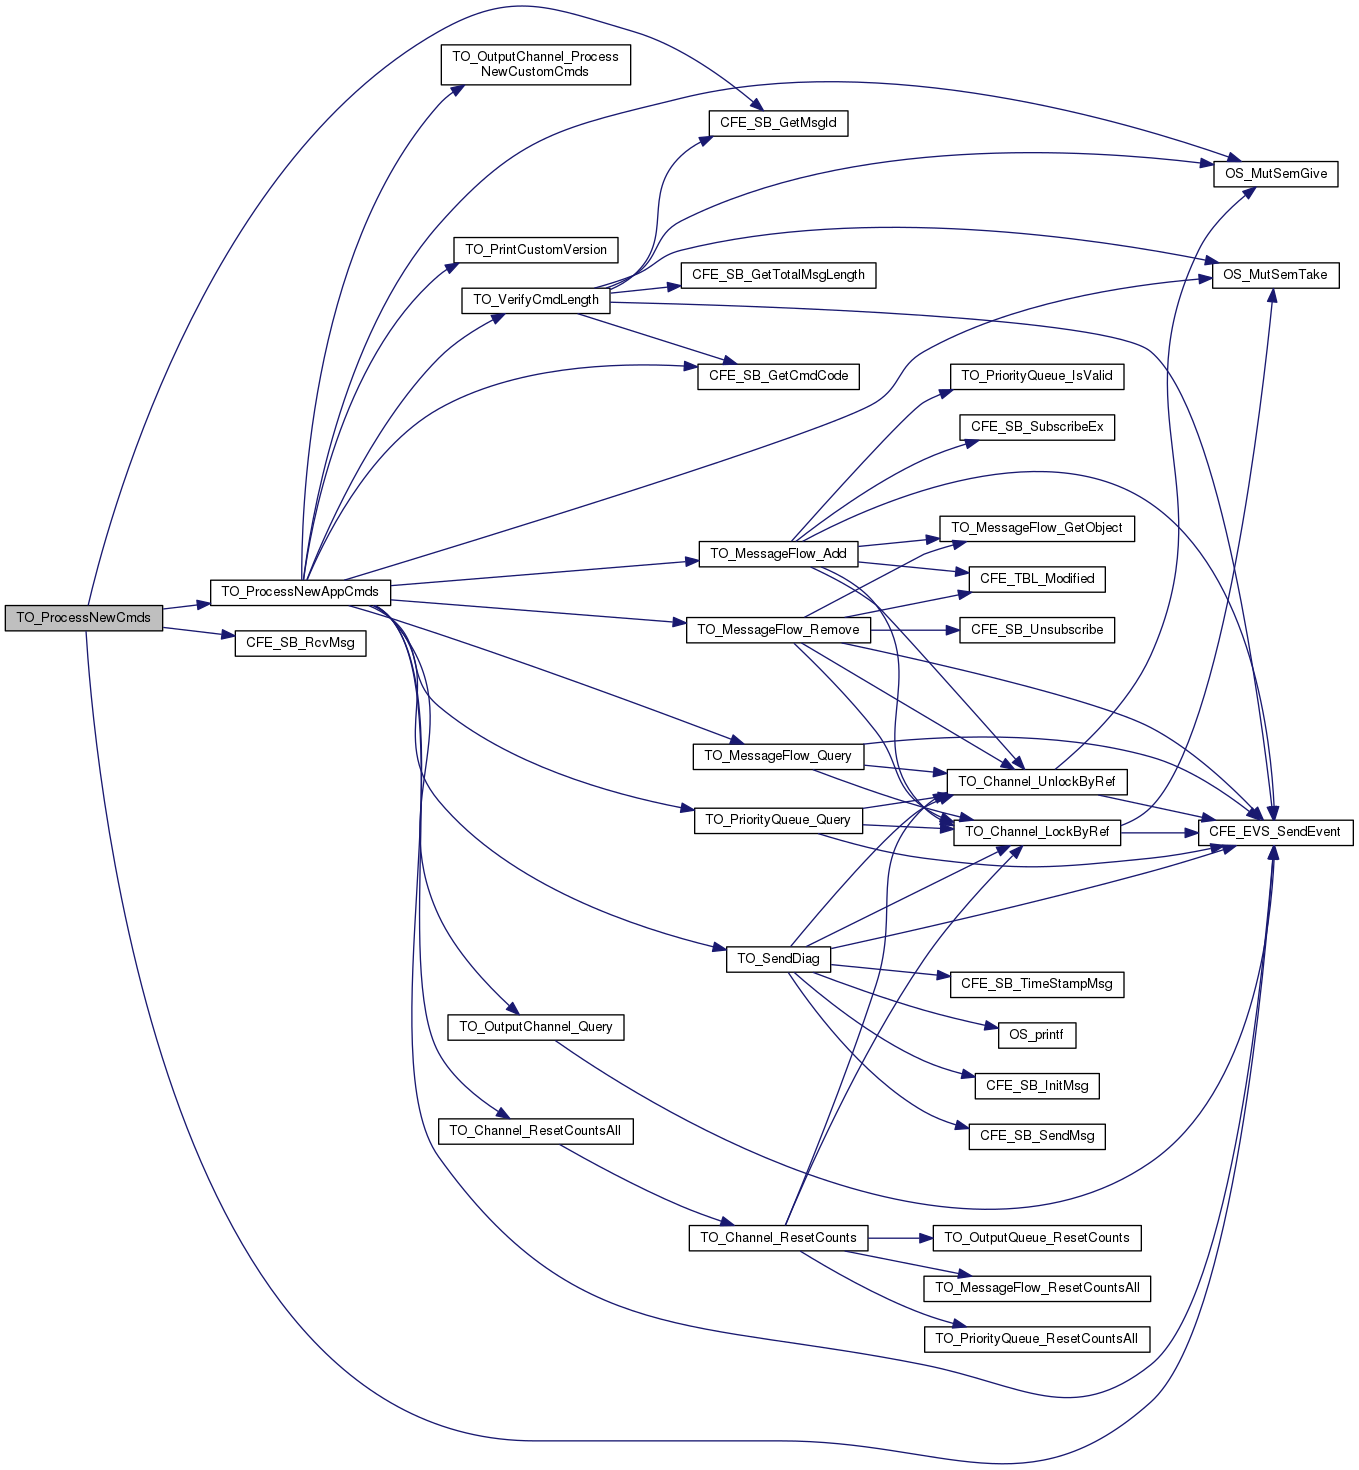 TO_OutputChannel_Process
NewCustomCmds
CFE_SB_GetMsgId
OS_MutSemGive
TO_PrintCustomVersion
CFE_SB_GetTotalMsgLength
OS_MutSemTake
TO_VerifyCmdLength
CFE_SB_GetCmdCode
TO_PriorityQueue_IsValid
CFE_SB_SubscribeEx
TO_MessageFlow_GetObject
TO_MessageFlow_Add
CFE_TBL_Modified
TO_ProcessNewAppCmds
TO_ProcessNewCmds
TO_MessageFlow_Remove
CFE_SB_Unsubscribe
CFE_SB_RcvMsg
TO_MessageFlow_Query
TO_Channel_UnlockByRef
TO_PriorityQueue_Query
TO_Channel_LockByRef
CFE_EVS_SendEvent
TO_SendDiag
CFE_SB_TimeStampMsg
TO_OutputChannel_Query
OS_printf
CFE_SB_InitMsg
TO_Channel_ResetCountsAll
CFE_SB_SendMsg
TO_Channel_ResetCounts
TO_OutputQueue_ResetCounts
TO_MessageFlow_ResetCountsAll
TO_PriorityQueue_ResetCountsAll